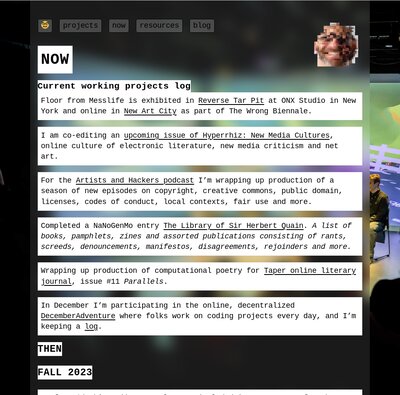 projects now resources blog
NOW
Current working projects log
Floor from Messlife is exhibited in Reverse Tar Pit at ONX Studio in New
York and online in New Art City as part of The Wrong Biennale.
I am co-editing an upcoming issue of Hyperrhiz: New Media Cultures,
online culture of electronic literature, new media criticism and net
art.
For the Artists and Hackers podcast I’m wrapping up production of a
season of new episodes on copyright, creative commons, public domain,
licenses, codes of conduct, local contexts, fair use and more.
Completed a NaNoGenMo entry The Library of Sir Herbert Quain. A list of
books, pamphlets, zines and assorted publications consisting of rants,
screeds, denouncements, manifestos, disagreements, rejoinders and more.
Wrapping up production of computational poetry for Taper online literary
journal, issue #11 Parallels.
In December I’m participating in the online, decentralized
DecemberAdventure where folks work on coding projects every day, and I’m
keeping a log.
THEN
FALL 2023